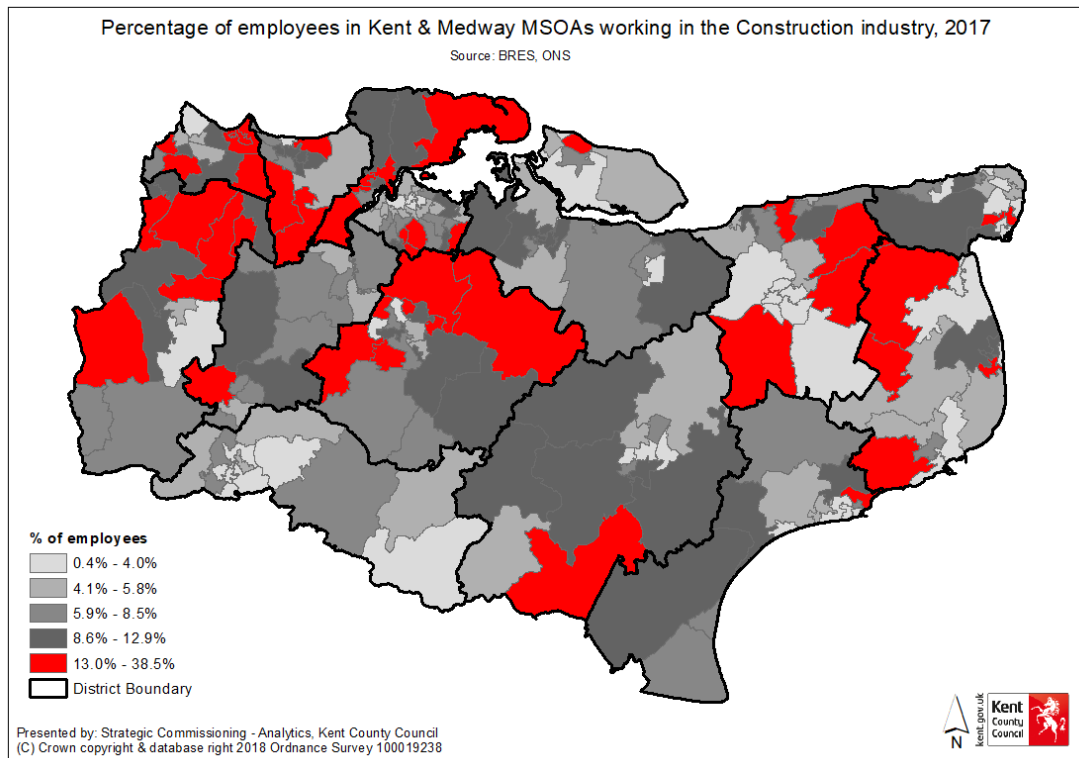 Percentage of employees in Kent & Medway MSOAs working in the Construction industry, 2017
Source: BRES, ONS
% of employees
0.4% - 4.0%
4.1% - 5.8%
5.9% - 8.5%
8.6% - 12.9%
13.0% - 38.5%
District Boundary
Presented by: Strategic Commissioning - Analytics, Kent County Council
(C) Crown copyright & database right 2018 Ordnance Survey 100019238
N
kent.gov.uk
Kent
County
Council